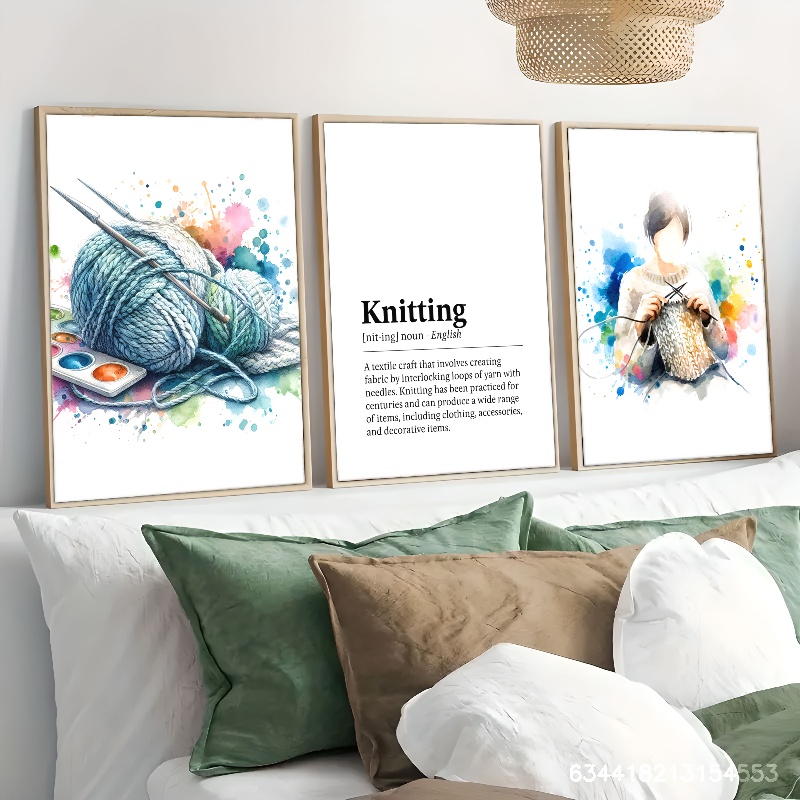 Knitting
[nit-ing] noun · English
A textile craft that involves creating
fabric by interlocking loops of yarn with
needles. Knitting has been practiced for
centuries and can produce a wide range
of items, including clothing, accessories,
and decorative items.
634418213154553